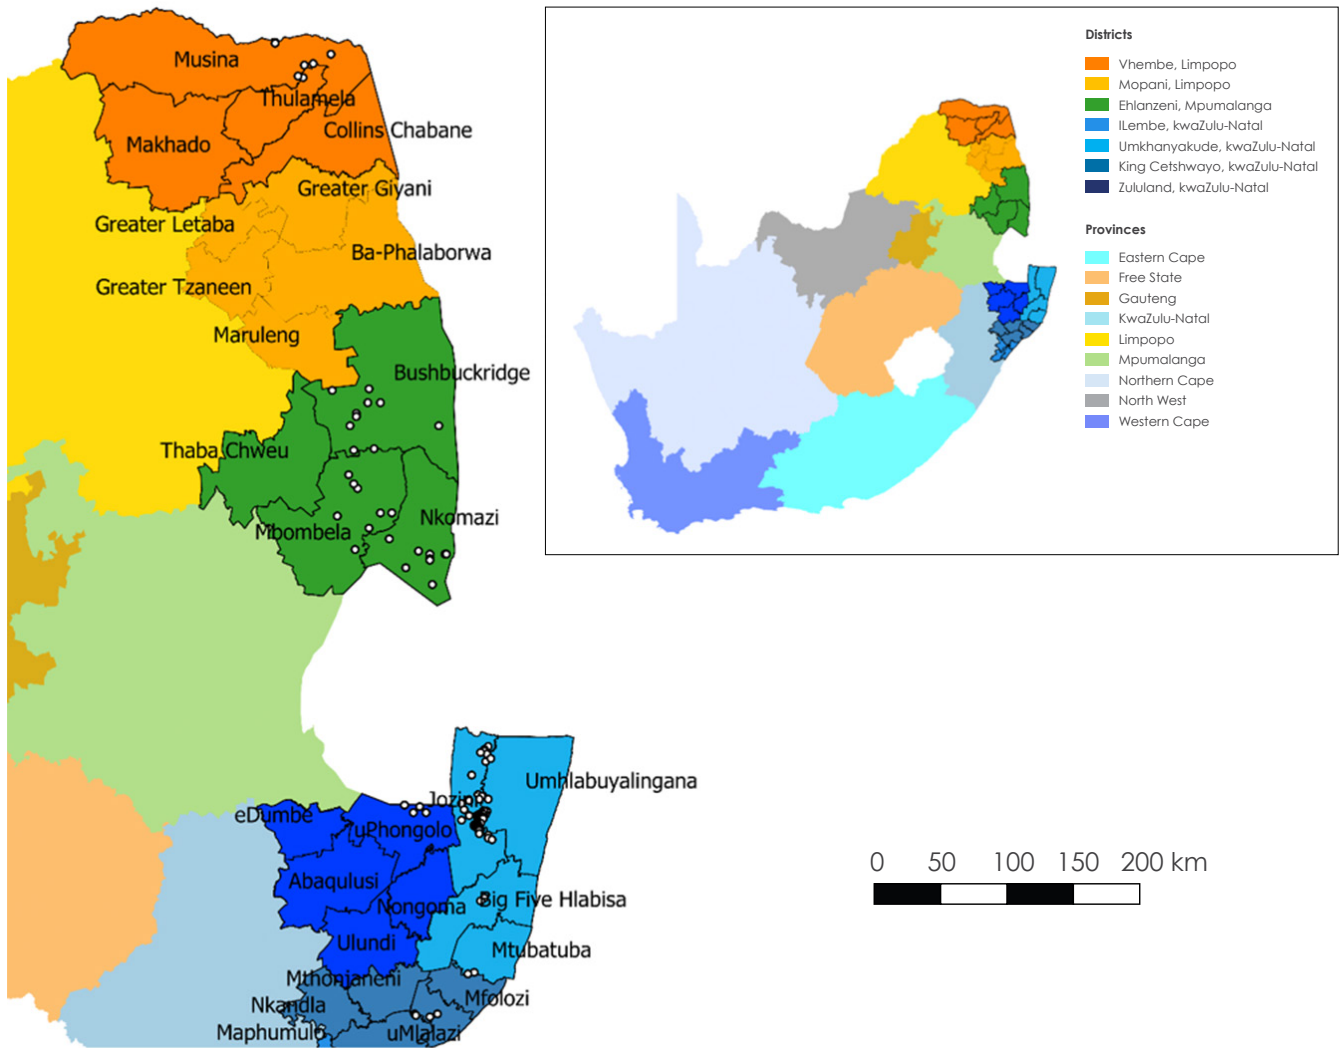 Musina
Thulamela
Makhado
Collins Chabane
Greater Giyani
Greater Letaba
Ba-Phalaborwa
Greater Tzaneen
Maruleng
Bushbuckridge
Thaba Chweu
Nkomazi
Mbombela
Umhlabuyalingana
Jozini
eDumbe
uPhongolo
Abaqulusi
Big Five Hlabisa
Nongoma
Ulundi
Mtubatuba
Mthonjaneni
Mfolozi
Nkandla
Maphumulo
uMlalazi
Districts
Vhembe, Limpopo
Mopani, Limpopo
Ehlanzeni, Mpumalanga
ILembe, kwaZulu-Natal
Umkhanyakude, kwaZulu-Natal
King Cetshwayo, kwaZulu-Natal
Zululand, kwaZulu-Natal
Provinces
Eastern Cape
Free State
Gauteng
KwaZulu-Natal
Limpopo
Mpumalanga
Northern Cape
North West
Western Cape
0 50 100 150 200 km